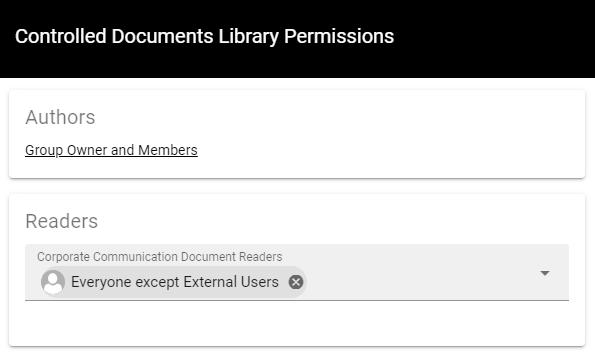 Controlled Documents Library Permissions
Authors
Group Owner and Members
Readers
Corporate Communication Document Readers
Everyone except External Users